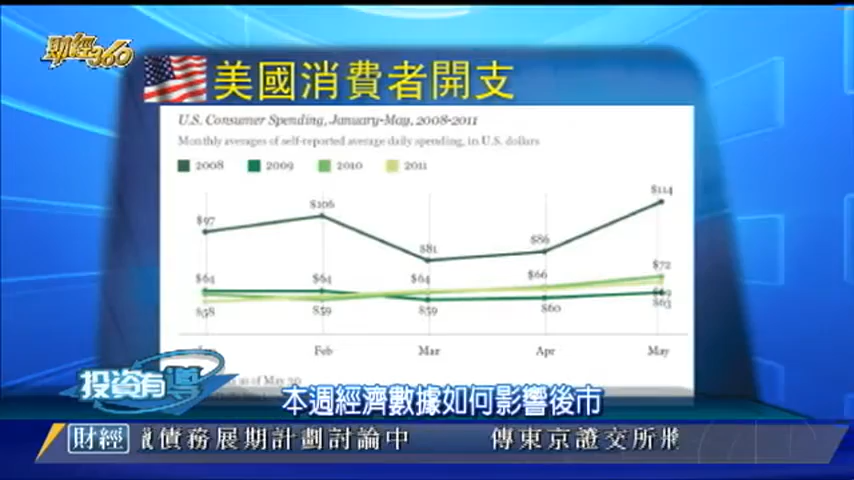 財經360
美國消費者開支
U.S. Consumer Spending, January-May, 2008-2011
Monthly averages of self-reported average daily spending, in U.S. dollars
2008 2009 2010 2011
$114
$106
$97
$86
$81
$72
$64 $64 $64 $66
$58 $59 $59 $60 $63
Feb Mar Apr May
as of May 30
投資有導
本週經濟數據如何影響後市
財經 債務展期計劃討論中 傳東京證交所